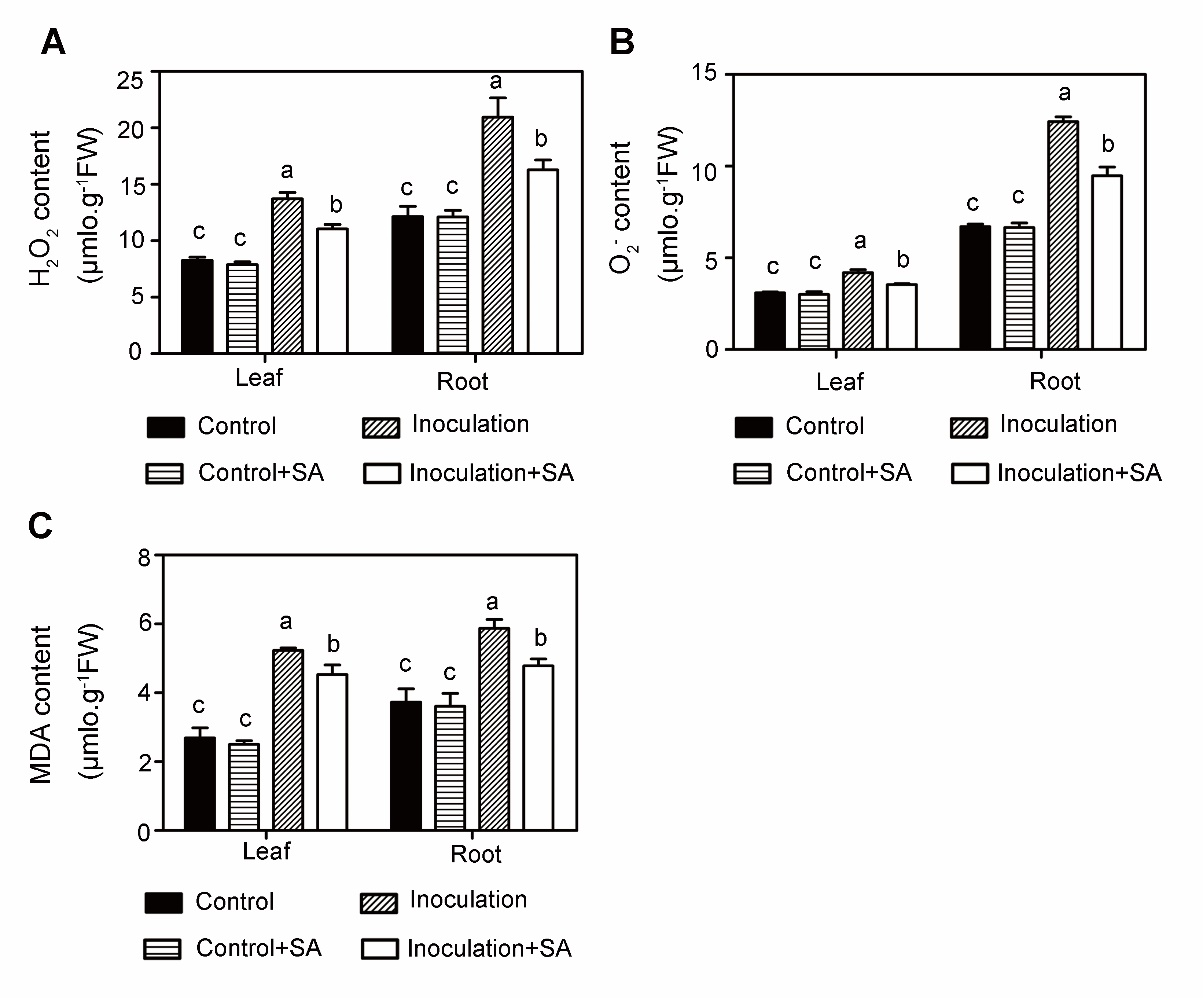 A
H₂O₂ content
(µmlo.g⁻¹FW)
25
20
15
10
5
0
c
c
a
b
c
c
a
b
Leaf
Root
Control
Inoculation
Control+SA
Inoculation+SA
B
O₂⁻ content
(µmlo.g⁻¹FW)
15
10
5
0
c
c
a
b
c
c
a
b
Leaf
Root
Control
Inoculation
Control+SA
Inoculation+SA
C
MDA content
(µmlo.g⁻¹FW)
8
6
4
2
0
c
c
a
b
c
c
a
b
Leaf
Root
Control
Inoculation
Control+SA
Inoculation+SA